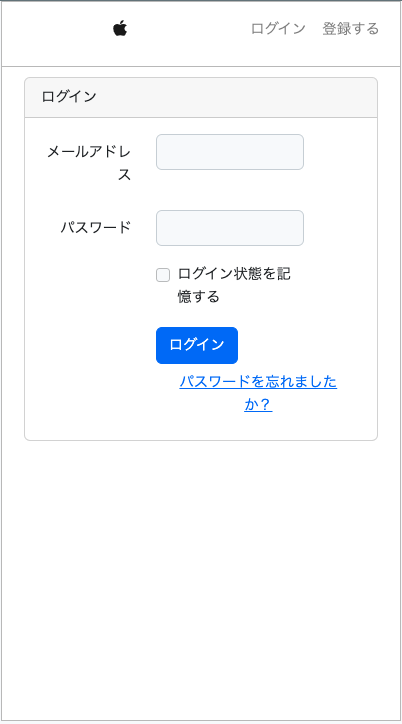 ログイン 登録する
ログイン
メールアドレ
ス
パスワード
ログイン状態を記
憶する
ログイン
パスワードを忘れました
か？